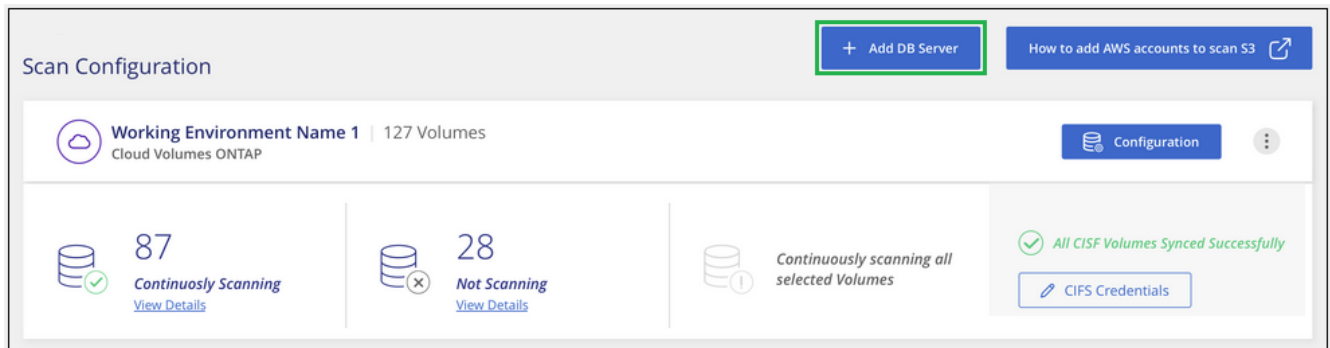 + Add DB Server
How to add AWS accounts to scan S3
Scan Configuration
Working Environment Name 1 | 127 Volumes
Cloud Volumes ONTAP
Configuration
87
Continuosly Scanning
View Details
28
Not Scanning
View Details
Continuously scanning all
selected Volumes
All CISF Volumes Synced Successfully
CIFS Credentials